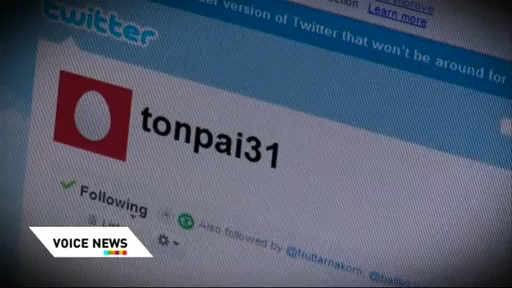 twitter
er version of Twitter that won't be around for
Learn more
tonpai31
Following
Also followed by @Nuttarnakorn,
VOICE NEWS